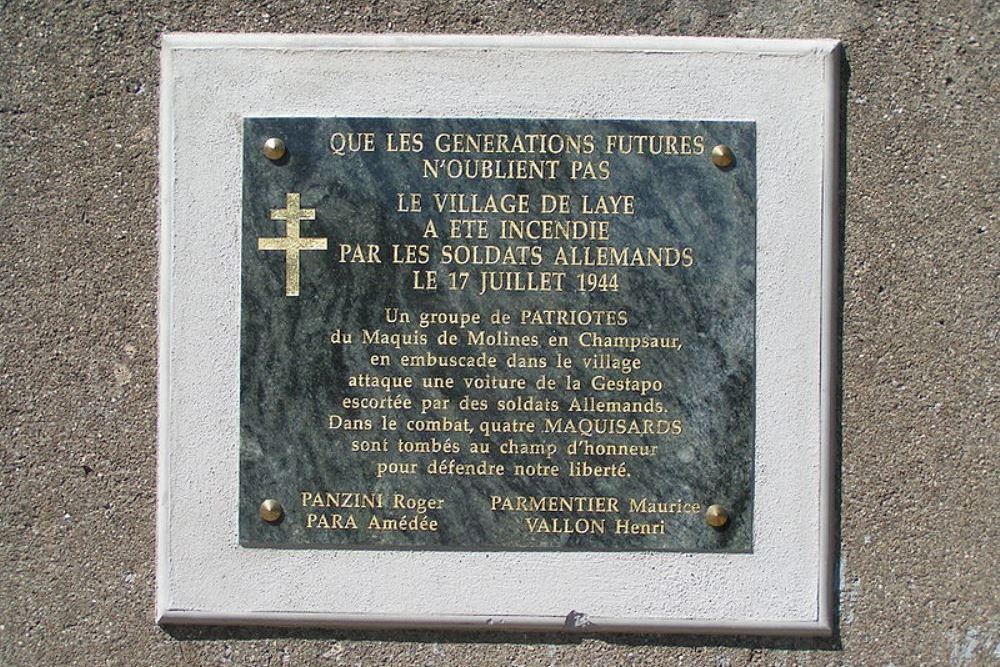 QUE LES GENERATIONS FUTURES
N'OUBLIENT PAS
LE VILLAGE DE LAYE
A ETE INCENDIE
PAR LES SOLDATS ALLEMANDS
LE 17 JUILLET 1944
Un groupe de PATRIOTES
du Maquis de Molines en Champsaur,
en embuscade dans le village
attaque une voiture de la Gestapo
escortée par des soldats Allemands.
Dans le combat, quatre MAQUISARDS
sont tombés au champ d'honneur
pour défendre notre liberté.
PANZINI Roger PARMENTIER Maurice
PARA Amédée VALLON Henri